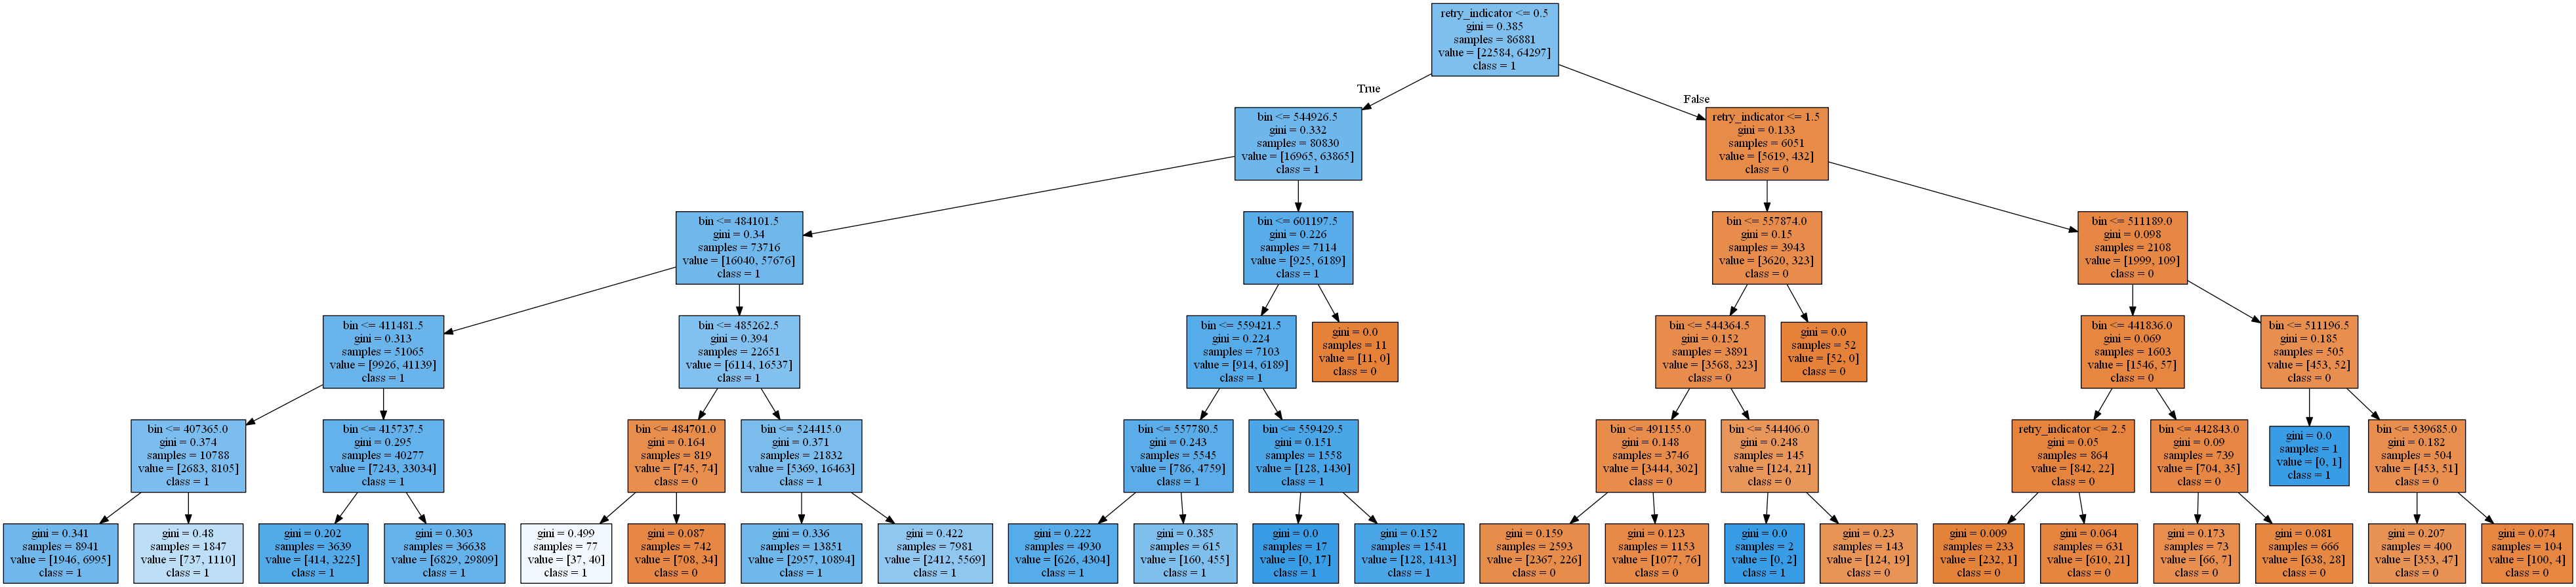 retry_indicator <= 0.5
gini = 0.385
samples = 86881
value = [22584, 64297]
class = 1
True
False
bin <= 544926.5
gini = 0.332
samples = 80830
value = [16965, 63865]
class = 1
retry_indicator <= 1.5
gini = 0.133
samples = 6051
value = [5619, 432]
class = 0
bin <= 484101.5
gini = 0.34
samples = 73716
value = [16040, 57676]
class = 1
bin <= 601197.5
gini = 0.226
samples = 7114
value = [925, 6189]
class = 1
bin <= 557874.0
gini = 0.15
samples = 3943
value = [3620, 323]
class = 0
bin <= 511189.0
gini = 0.098
samples = 2108
value = [1999, 109]
class = 0
bin <= 411481.5
gini = 0.313
samples = 51065
value = [9926, 41139]
class = 1
bin <= 485262.5
gini = 0.394
samples = 22651
value = [6114, 16537]
class = 1
bin <= 559421.5
gini = 0.224
samples = 7103
value = [914, 6189]
class = 1
gini = 0.0
samples = 11
value = [11, 0]
class = 0
bin <= 544364.5
gini = 0.152
samples = 3891
value = [3568, 323]
class = 0
gini = 0.0
samples = 52
value = [52, 0]
class = 0
bin <= 441836.0
gini = 0.069
samples = 1603
value = [1546, 57]
class = 0
bin <= 511196.5
gini = 0.185
samples = 505
value = [453, 52]
class = 0
bin <= 407365.0
gini = 0.374
samples = 10788
value = [2683, 8105]
class = 1
bin <= 415737.5
gini = 0.295
samples = 40277
value = [7243, 33034]
class = 1
bin <= 484701.0
gini = 0.164
samples = 819
value = [745, 74]
class = 0
bin <= 524415.0
gini = 0.371
samples = 21832
value = [5369, 16463]
class = 1
bin <= 557780.5
gini = 0.243
samples = 5545
value = [786, 4759]
class = 1
bin <= 559429.5
gini = 0.151
samples = 1558
value = [128, 1430]
class = 1
bin <= 491155.0
gini = 0.148
samples = 3746
value = [3444, 302]
class = 0
bin <= 544406.0
gini = 0.248
samples = 145
value = [124, 21]
class = 0
retry_indicator <= 2.5
gini = 0.05
samples = 864
value = [842, 22]
class = 0
bin <= 442843.0
gini = 0.09
samples = 739
value = [704, 35]
class = 0
gini = 0.0
samples = 1
value = [0, 1]
class = 1
bin <= 539685.0
gini = 0.182
samples = 504
value = [453, 51]
class = 0
gini = 0.341
samples = 8941
value = [1946, 6995]
class = 1
gini = 0.48
samples = 1847
value = [737, 1110]
class = 1
gini = 0.202
samples = 3639
value = [414, 3225]
class = 1
gini = 0.303
samples = 36638
value = [6829, 29809]
class = 1
gini = 0.499
samples = 77
value = [37, 40]
class = 1
gini = 0.087
samples = 742
value = [708, 34]
class = 0
gini = 0.336
samples = 13851
value = [2957, 10894]
class = 1
gini = 0.422
samples = 7981
value = [2412, 5569]
class = 1
gini = 0.222
samples = 4930
value = [626, 4304]
class = 1
gini = 0.385
samples = 615
value = [160, 455]
class = 1
gini = 0.0
samples = 17
value = [0, 17]
class = 1
gini = 0.152
samples = 1541
value = [128, 1413]
class = 1
gini = 0.159
samples = 2593
value = [2367, 226]
class = 0
gini = 0.123
samples = 1153
value = [1077, 76]
class = 0
gini = 0.0
samples = 2
value = [0, 2]
class = 1
gini = 0.23
samples = 143
value = [124, 19]
class = 0
gini = 0.009
samples = 233
value = [232, 1]
class = 0
gini = 0.064
samples = 631
value = [610, 21]
class = 0
gini = 0.173
samples = 73
value = [66, 7]
class = 0
gini = 0.081
samples = 666
value = [638, 28]
class = 0
gini = 0.207
samples = 400
value = [353, 47]
class = 0
gini = 0.074
samples = 104
value = [100, 4]
class = 0